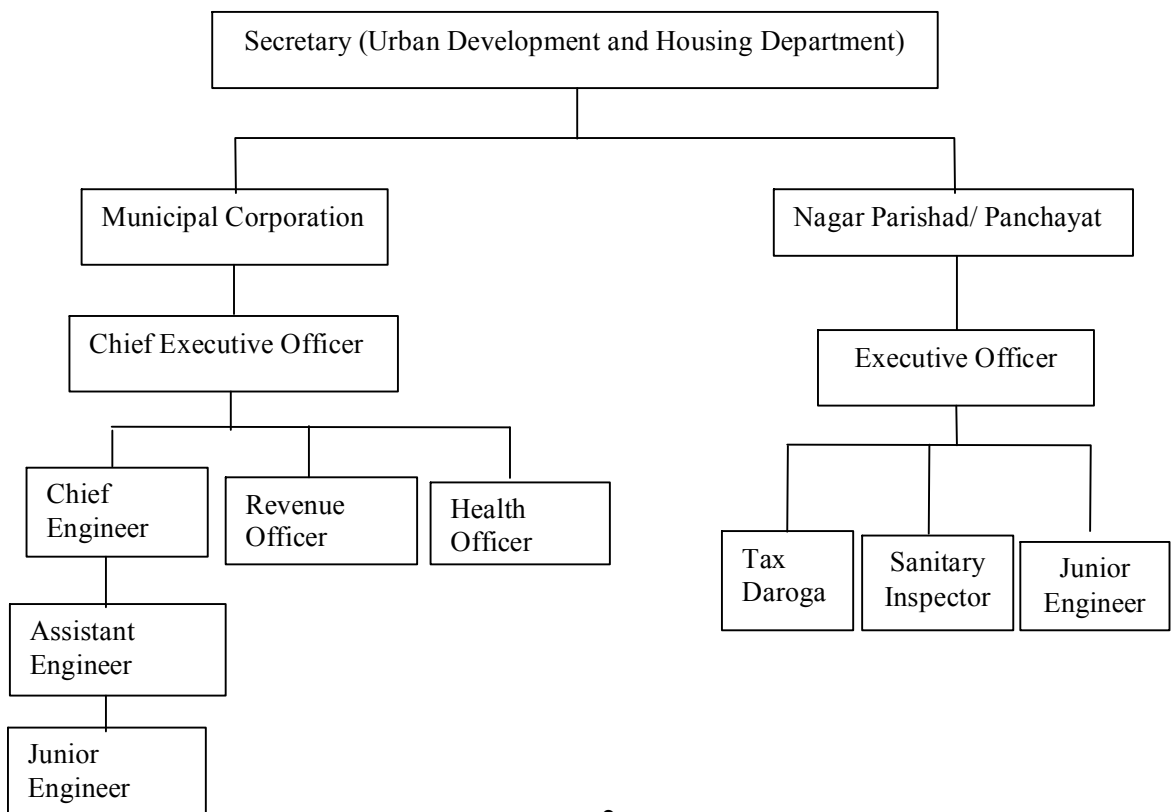 Secretary (Urban Development and Housing Department)
Municipal Corporation
Nagar Parishad/ Panchayat
Chief Executive Officer
Executive Officer
Chief
Engineer
Revenue
Officer
Health
Officer
Tax
Daroga
Sanitary
Inspector
Junior
Engineer
Assistant
Engineer
Junior
Engineer